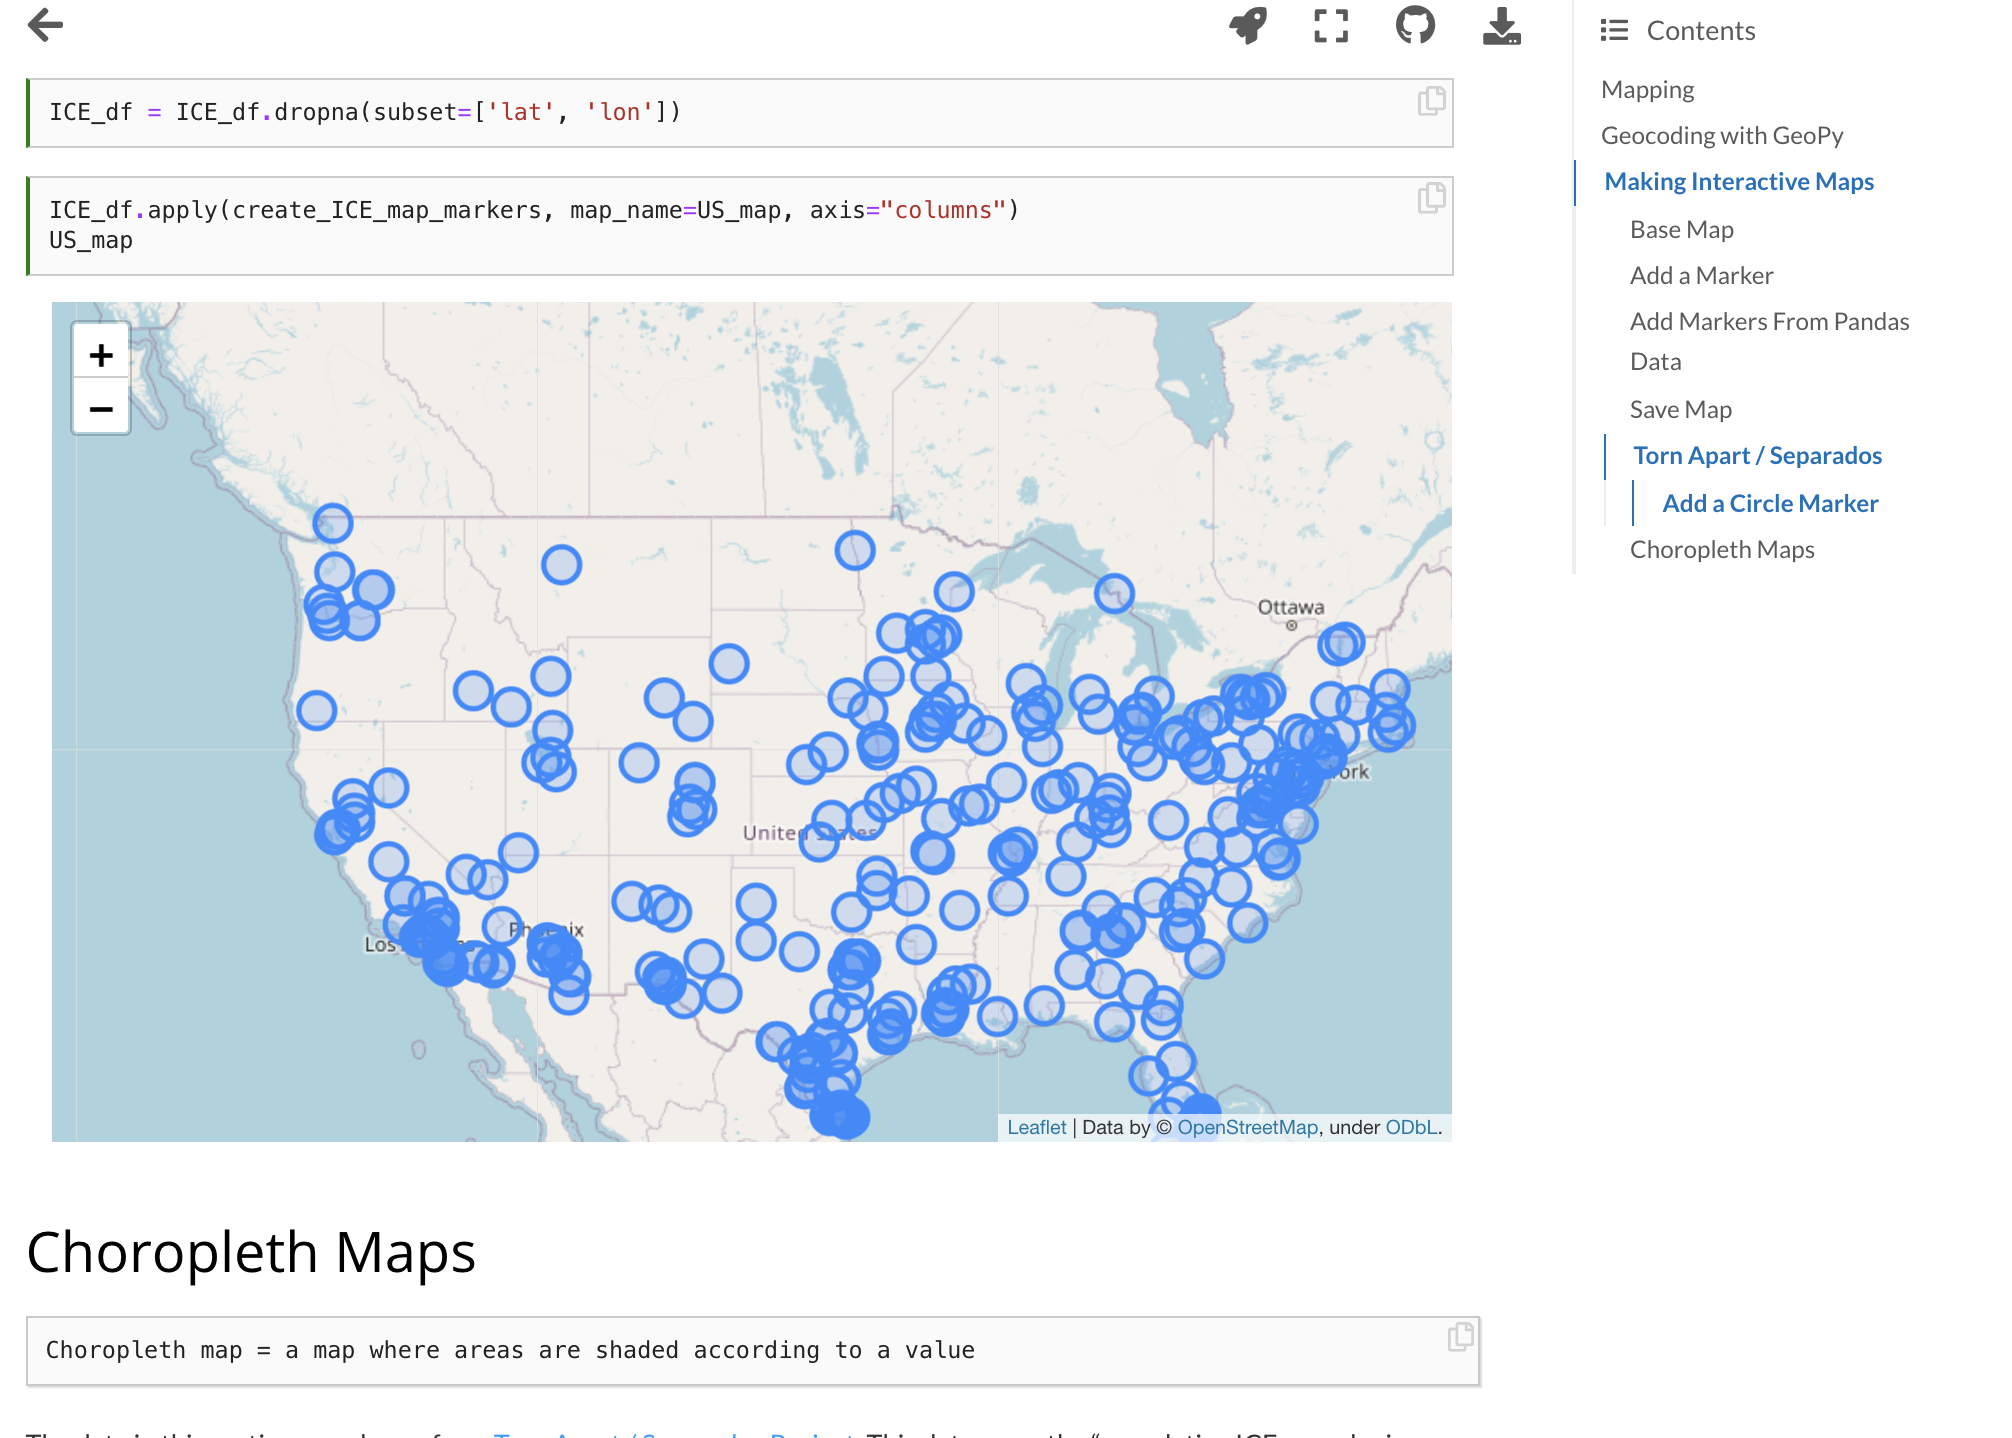 Contents
Mapping
Geocoding with GeoPy
Making Interactive Maps
Base Map
Add a Marker
Add Markers From Pandas
Data
Save Map
Torn Apart / Separados
Add a Circle Marker
Choropleth Maps
ICE_df = ICE_df.dropna(subset=['lat', 'lon'])
ICE_df.apply(create_ICE_map_markers, map_name=US_map, axis="columns")
US_map
+
−
Ottawa
York
United States
Phoenix
Los Angeles
Leaflet | Data by © OpenStreetMap, under ODbL.
Choropleth Maps
Choropleth map = a map where areas are shaded according to a value